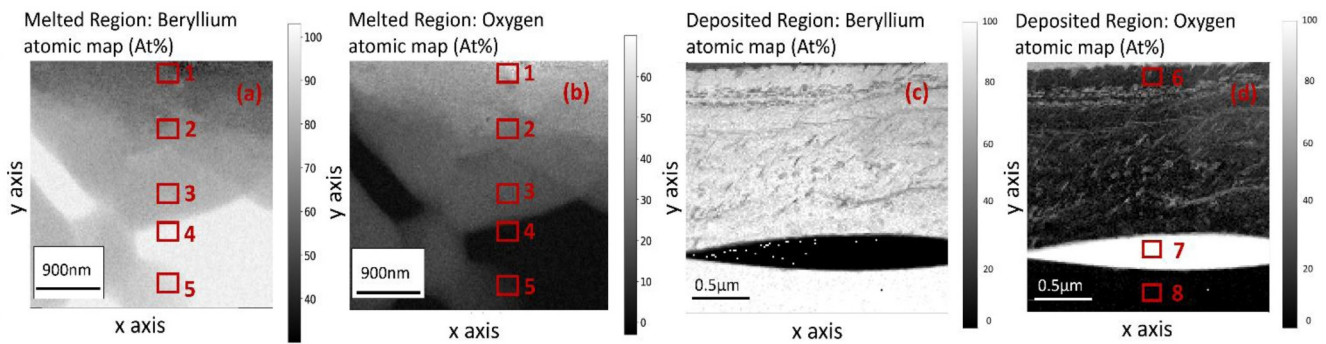 Melted Region: Beryllium
atomic map (At%)
Melted Region: Oxygen
atomic map (At%)
Deposited Region: Beryllium
atomic map (At%)
Deposited Region: Oxygen
atomic map (At%)
y axis
(a)
1
2
3
4
5
900nm
x axis
100
90
80
70
60
50
40
y axis
(b)
1
2
3
4
5
900nm
x axis
60
50
40
30
20
10
0
y axis
(c)
0.5μm
x axis
100
80
60
40
20
0
y axis
(d)
6
7
8
0.5μm
x axis
100
80
60
40
20
0